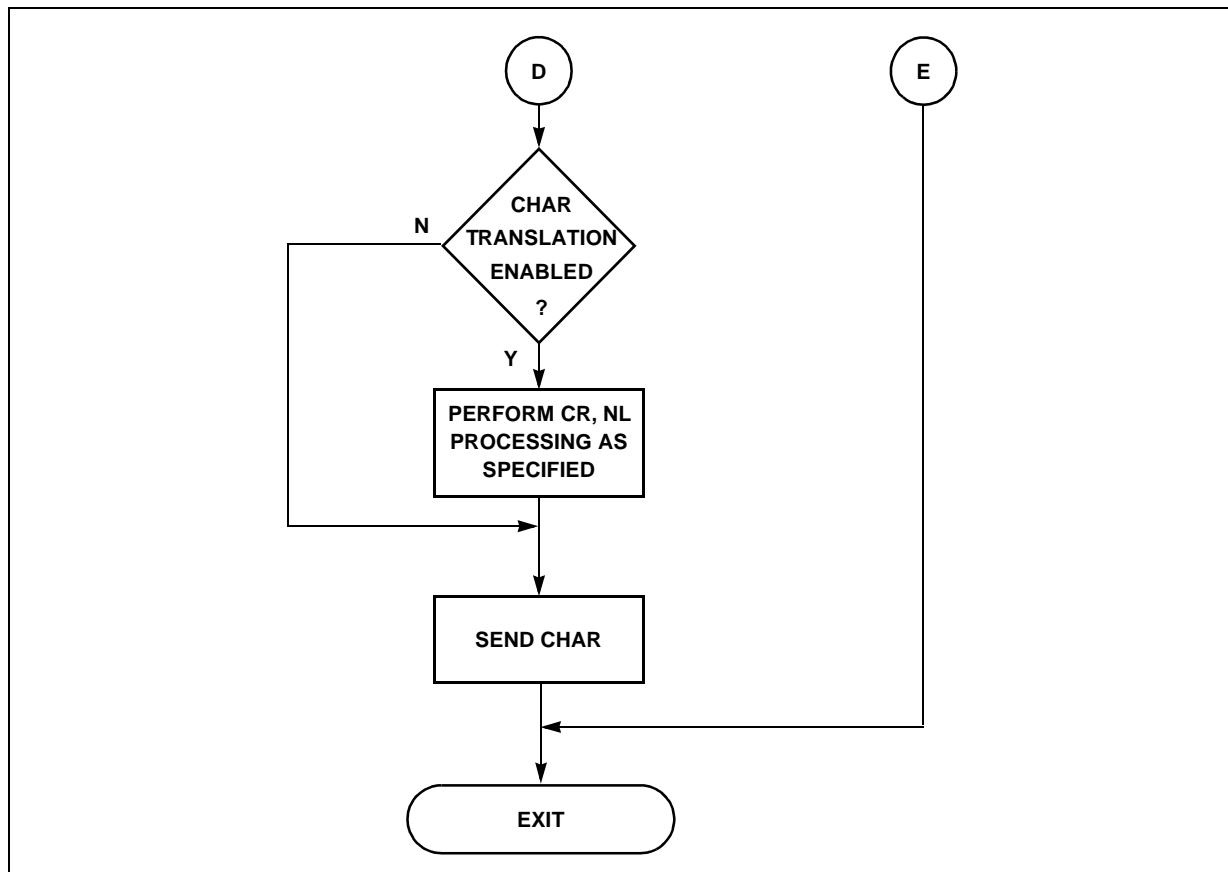 D
E
CHAR
TRANSLATION
ENABLED
?
N
Y
PERFORM CR, NL
PROCESSING AS
SPECIFIED
SEND CHAR
EXIT